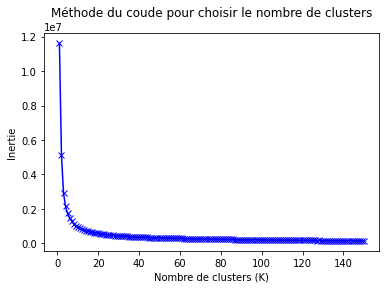 Méthode du coude pour choisir le nombre de clusters
1e7
1.2
1.0
0.8
0.6
0.4
0.2
0.0
Inertie
0 20 40 60 80 100 120 140
Nombre de clusters (K)